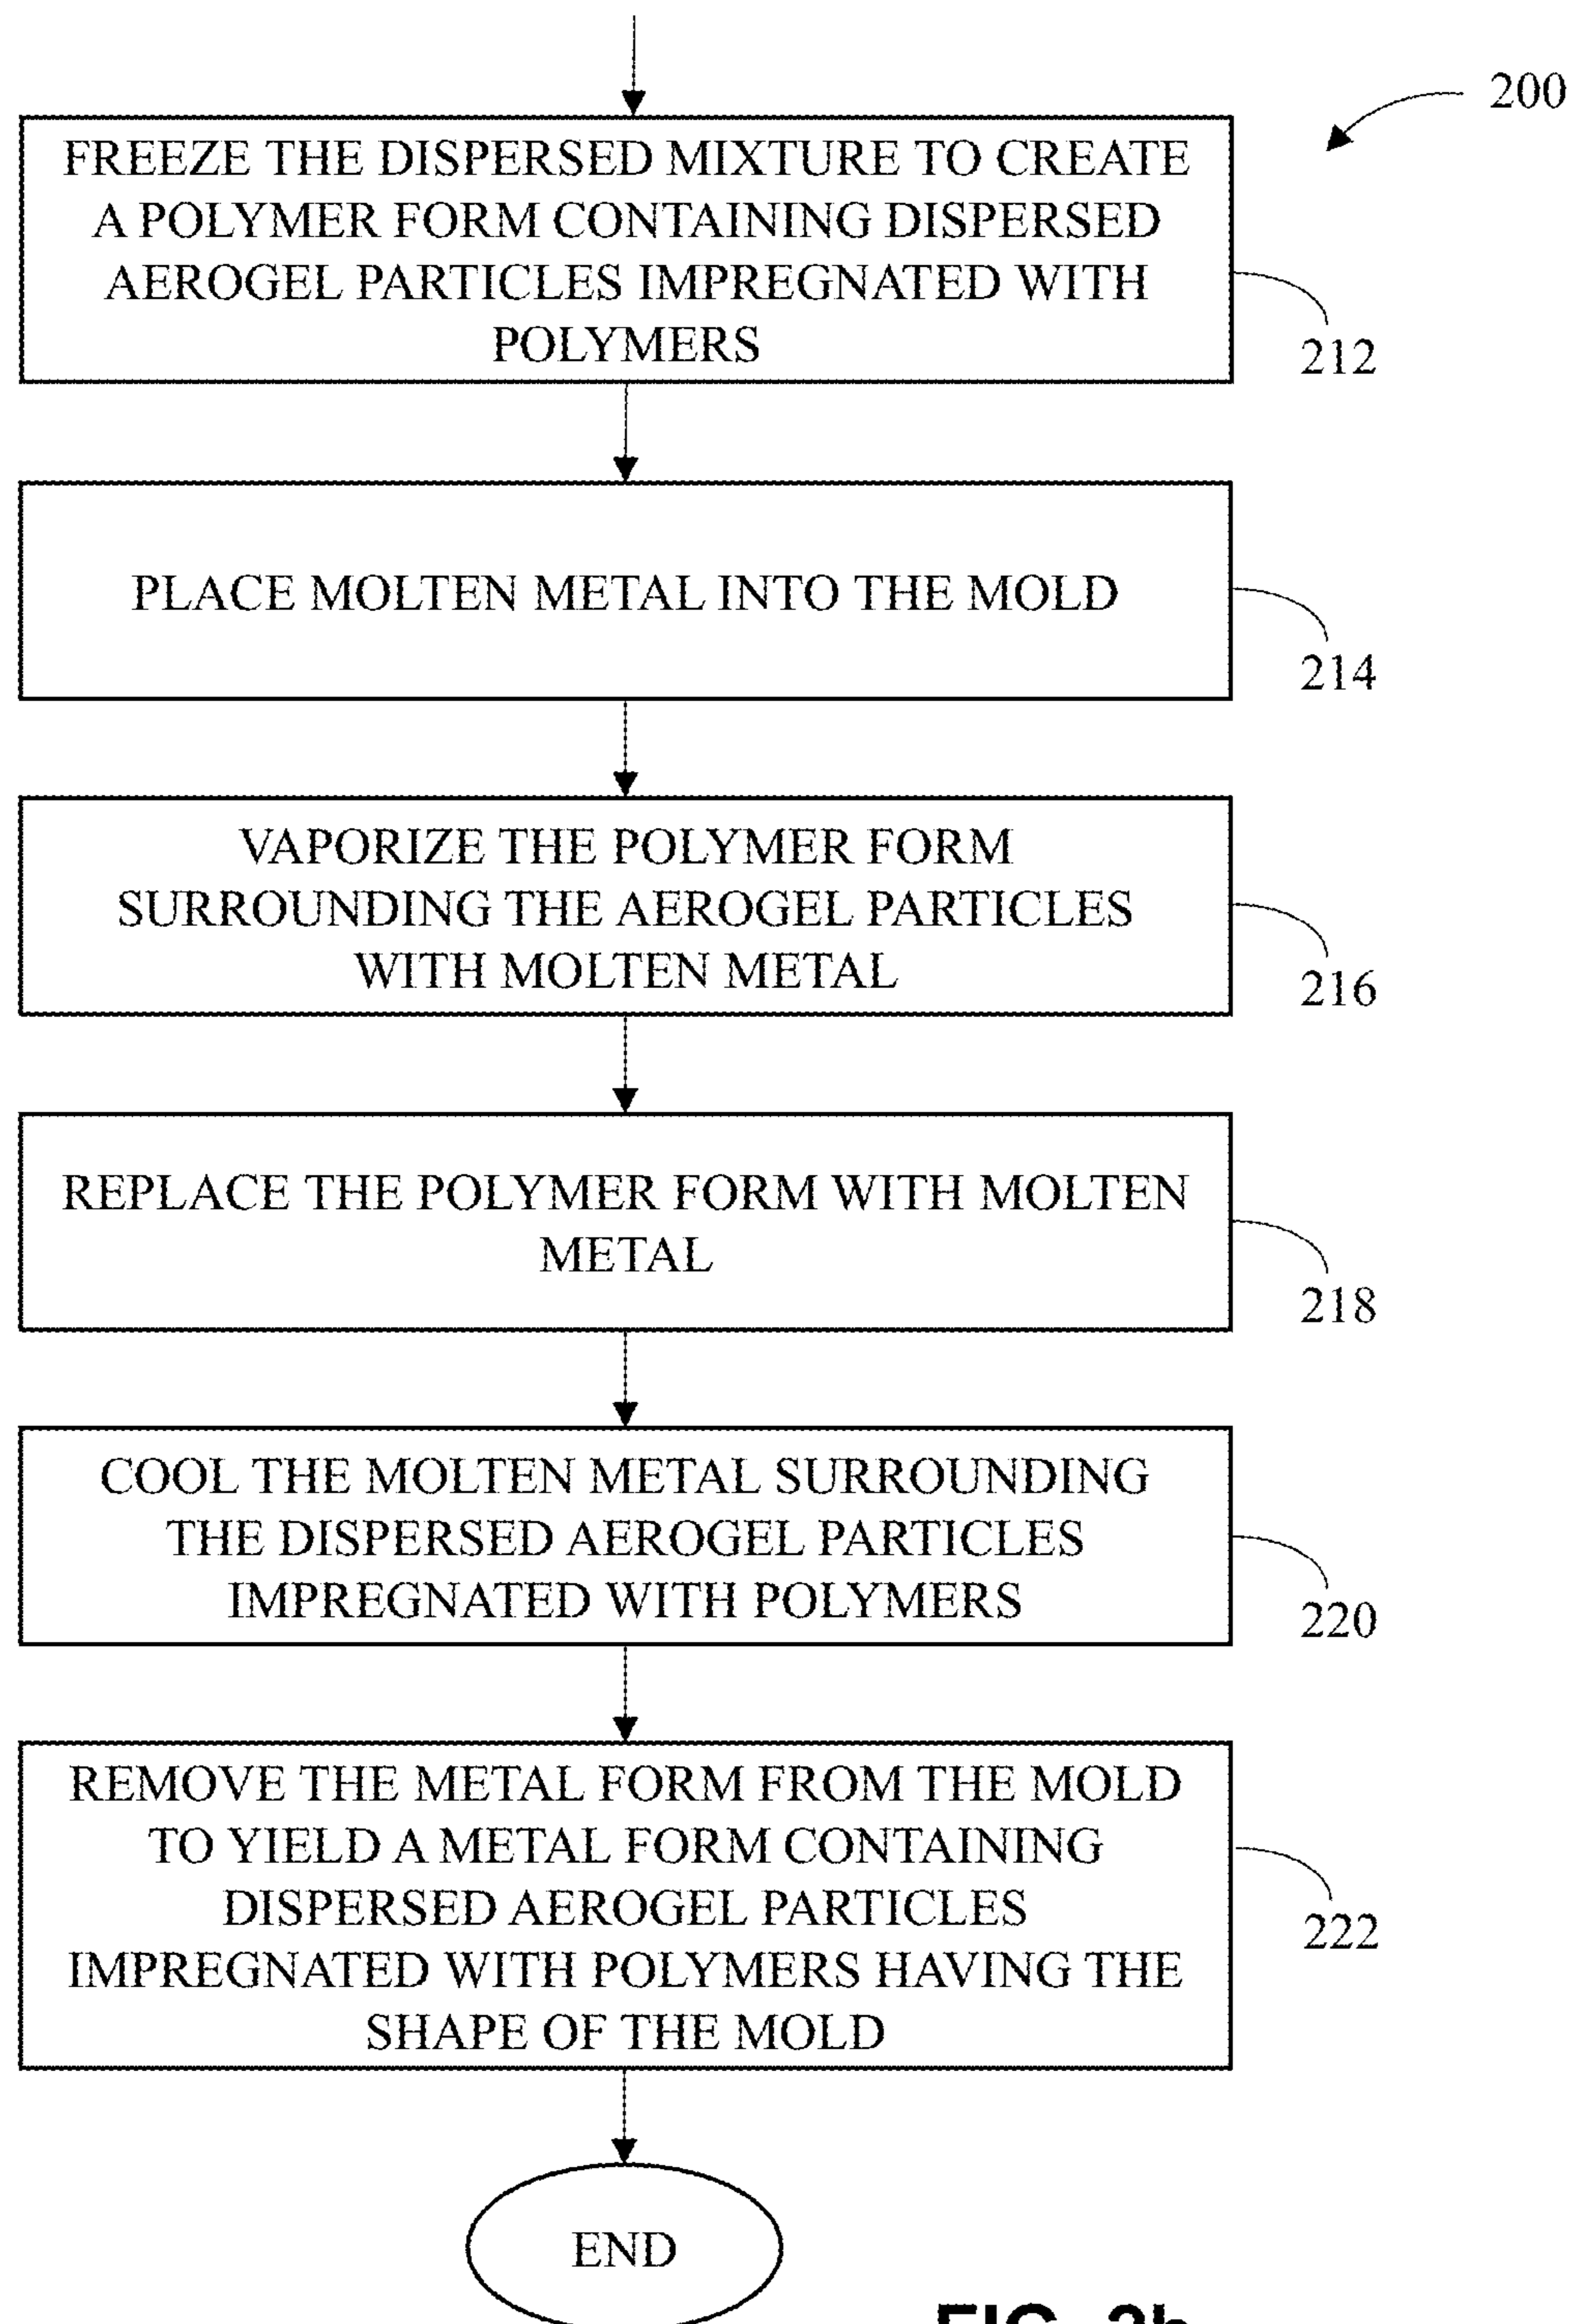 200
FREEZE THE DISPERSED MIXTURE TO CREATE
A POLYMER FORM CONTAINING DISPERSED
AEROGEL PARTICLES IMPREGNATED WITH
POLYMERS
212
PLACE MOLTEN METAL INTO THE MOLD
214
VAPORIZE THE POLYMER FORM
SURROUNDING THE AEROGEL PARTICLES
WITH MOLTEN METAL
216
REPLACE THE POLYMER FORM WITH MOLTEN
METAL
218
COOL THE MOLTEN METAL SURROUNDING
THE DISPERSED AEROGEL PARTICLES
IMPREGNATED WITH POLYMERS
220
REMOVE THE METAL FORM FROM THE MOLD
TO YIELD A METAL FORM CONTAINING
DISPERSED AEROGEL PARTICLES
IMPREGNATED WITH POLYMERS HAVING THE
SHAPE OF THE MOLD
222
END